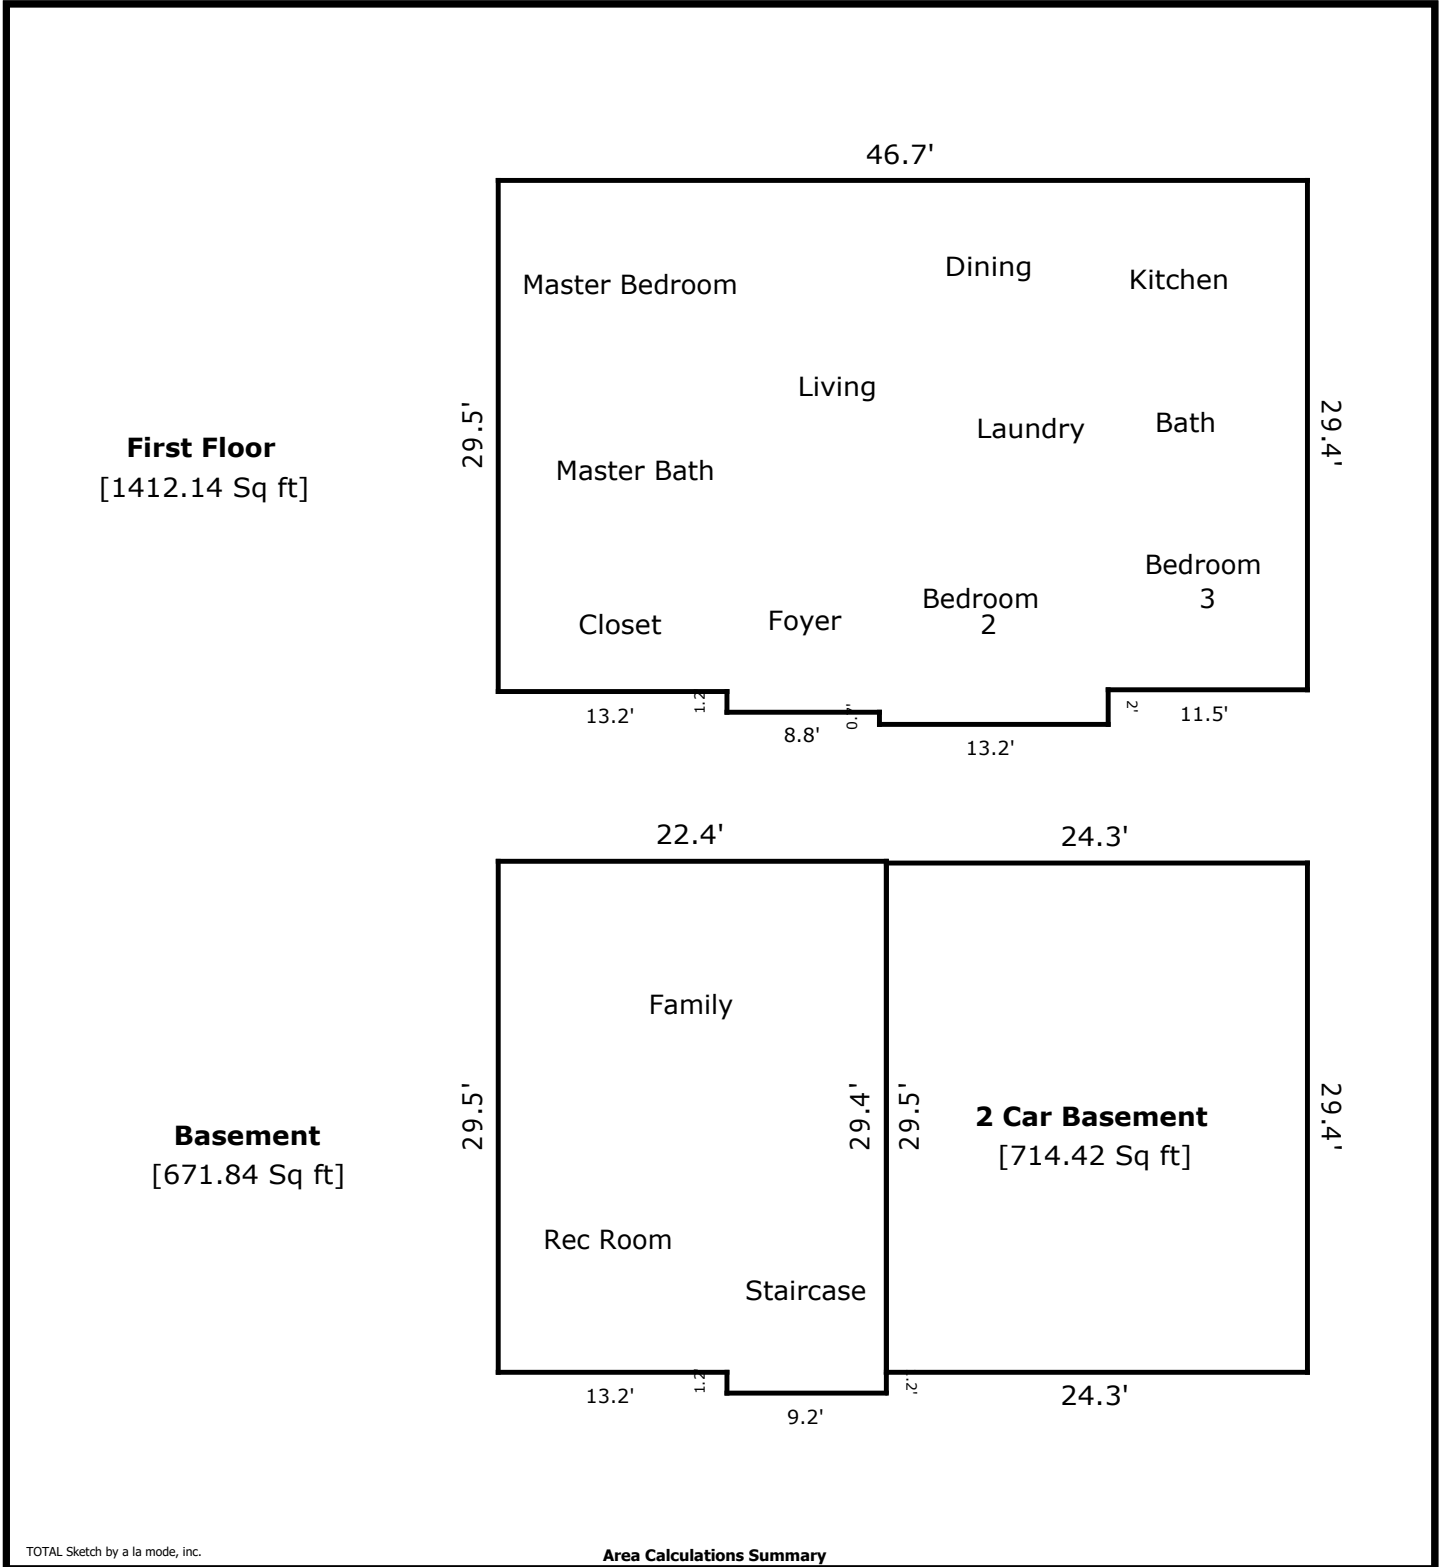 46.7'
Master Bedroom
Dining
Kitchen
Living
29.5'
29.4'
First Floor
[1412.14 Sq ft]
Laundry
Bath
Master Bath
Bedroom
3
Bedroom
2
Closet
Foyer
1.2
13.2'
8.8'
13.2'
2'
11.5'
22.4'
24.3'
Family
29.5'
29.4'
29.5'
29.4'
2 Car Basement
[714.42 Sq ft]
Basement
[671.84 Sq ft]
Rec Room
Staircase
1.2
13.2'
9.2'
.2'
24.3'
TOTAL Sketch by a la mode, inc.
Area Calculations Summary